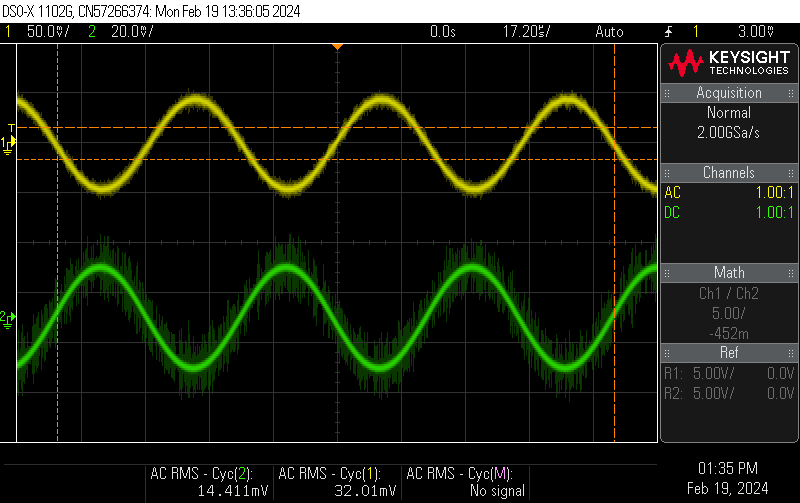 DSO-X 1102G, CN57266374: Mon Feb 19 13:36:05 2024
1 50.0V/ 2 20.0V/ 0.0s 17.20s/ Auto 1 3.00V
KEYSIGHT
TECHNOLOGIES
Acquisition
Normal
2.00GSa/s
Channels
AC 1.00:1
DC 1.00:1
Math
Ch1 / Ch2
5.00/
-452m
Ref
R1: 5.00V/ 0.0V
R2: 5.00V/ 0.0V
T
1
2
AC RMS - Cyc(2): AC RMS - Cyc(1): AC RMS - Cyc(M):
14.411mV 32.01mV No signal
01:35 PM
Feb 19, 2024